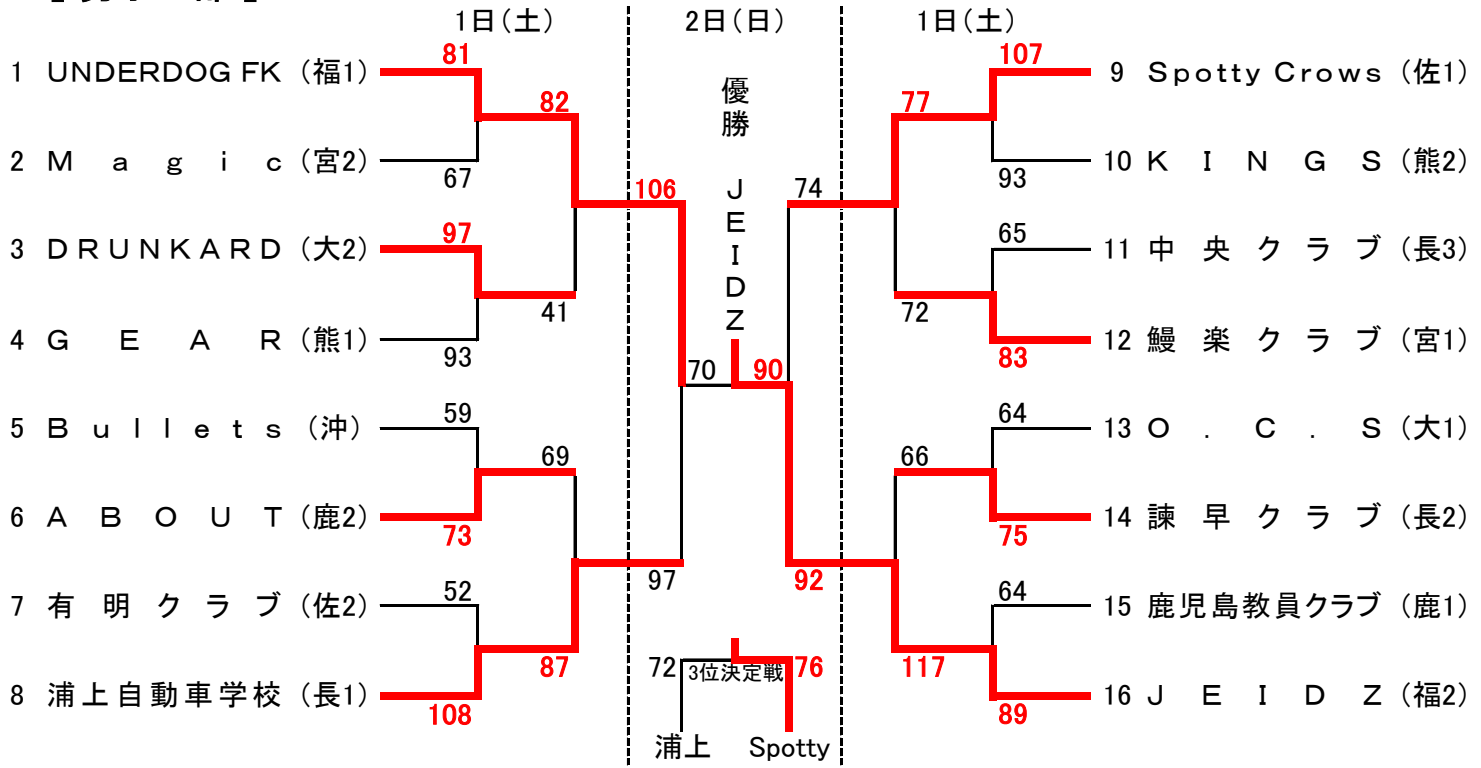 1日（土）
2日（日）
1日（土）
1 UNDERDOG FK （福1）
81
82
67
2 Magic （宮2）
106
3 DRUNKARD （大2）
97
41
93
4 GEAR （熊1）
5 Bullets （沖）
59
69
73
6 ABOUT （鹿2）
97
7 有明クラブ （佐2）
52
87
108
8 浦上自動車学校 （長1）
優勝 JEIDZ
70
90
72 3位決定戦 76
浦上 Spotty
107
9 Spotty Crows （佐1）
77
93
10 KINGS （熊2）
74
65
11 中央クラブ （長3）
72
83
12 鰻楽クラブ （宮1）
64
13 O.C.S （大1）
66
75
14 諫早クラブ （長2）
92
64
15 鹿児島教員クラブ （鹿1）
117
89
16 JEIDZ （福2）